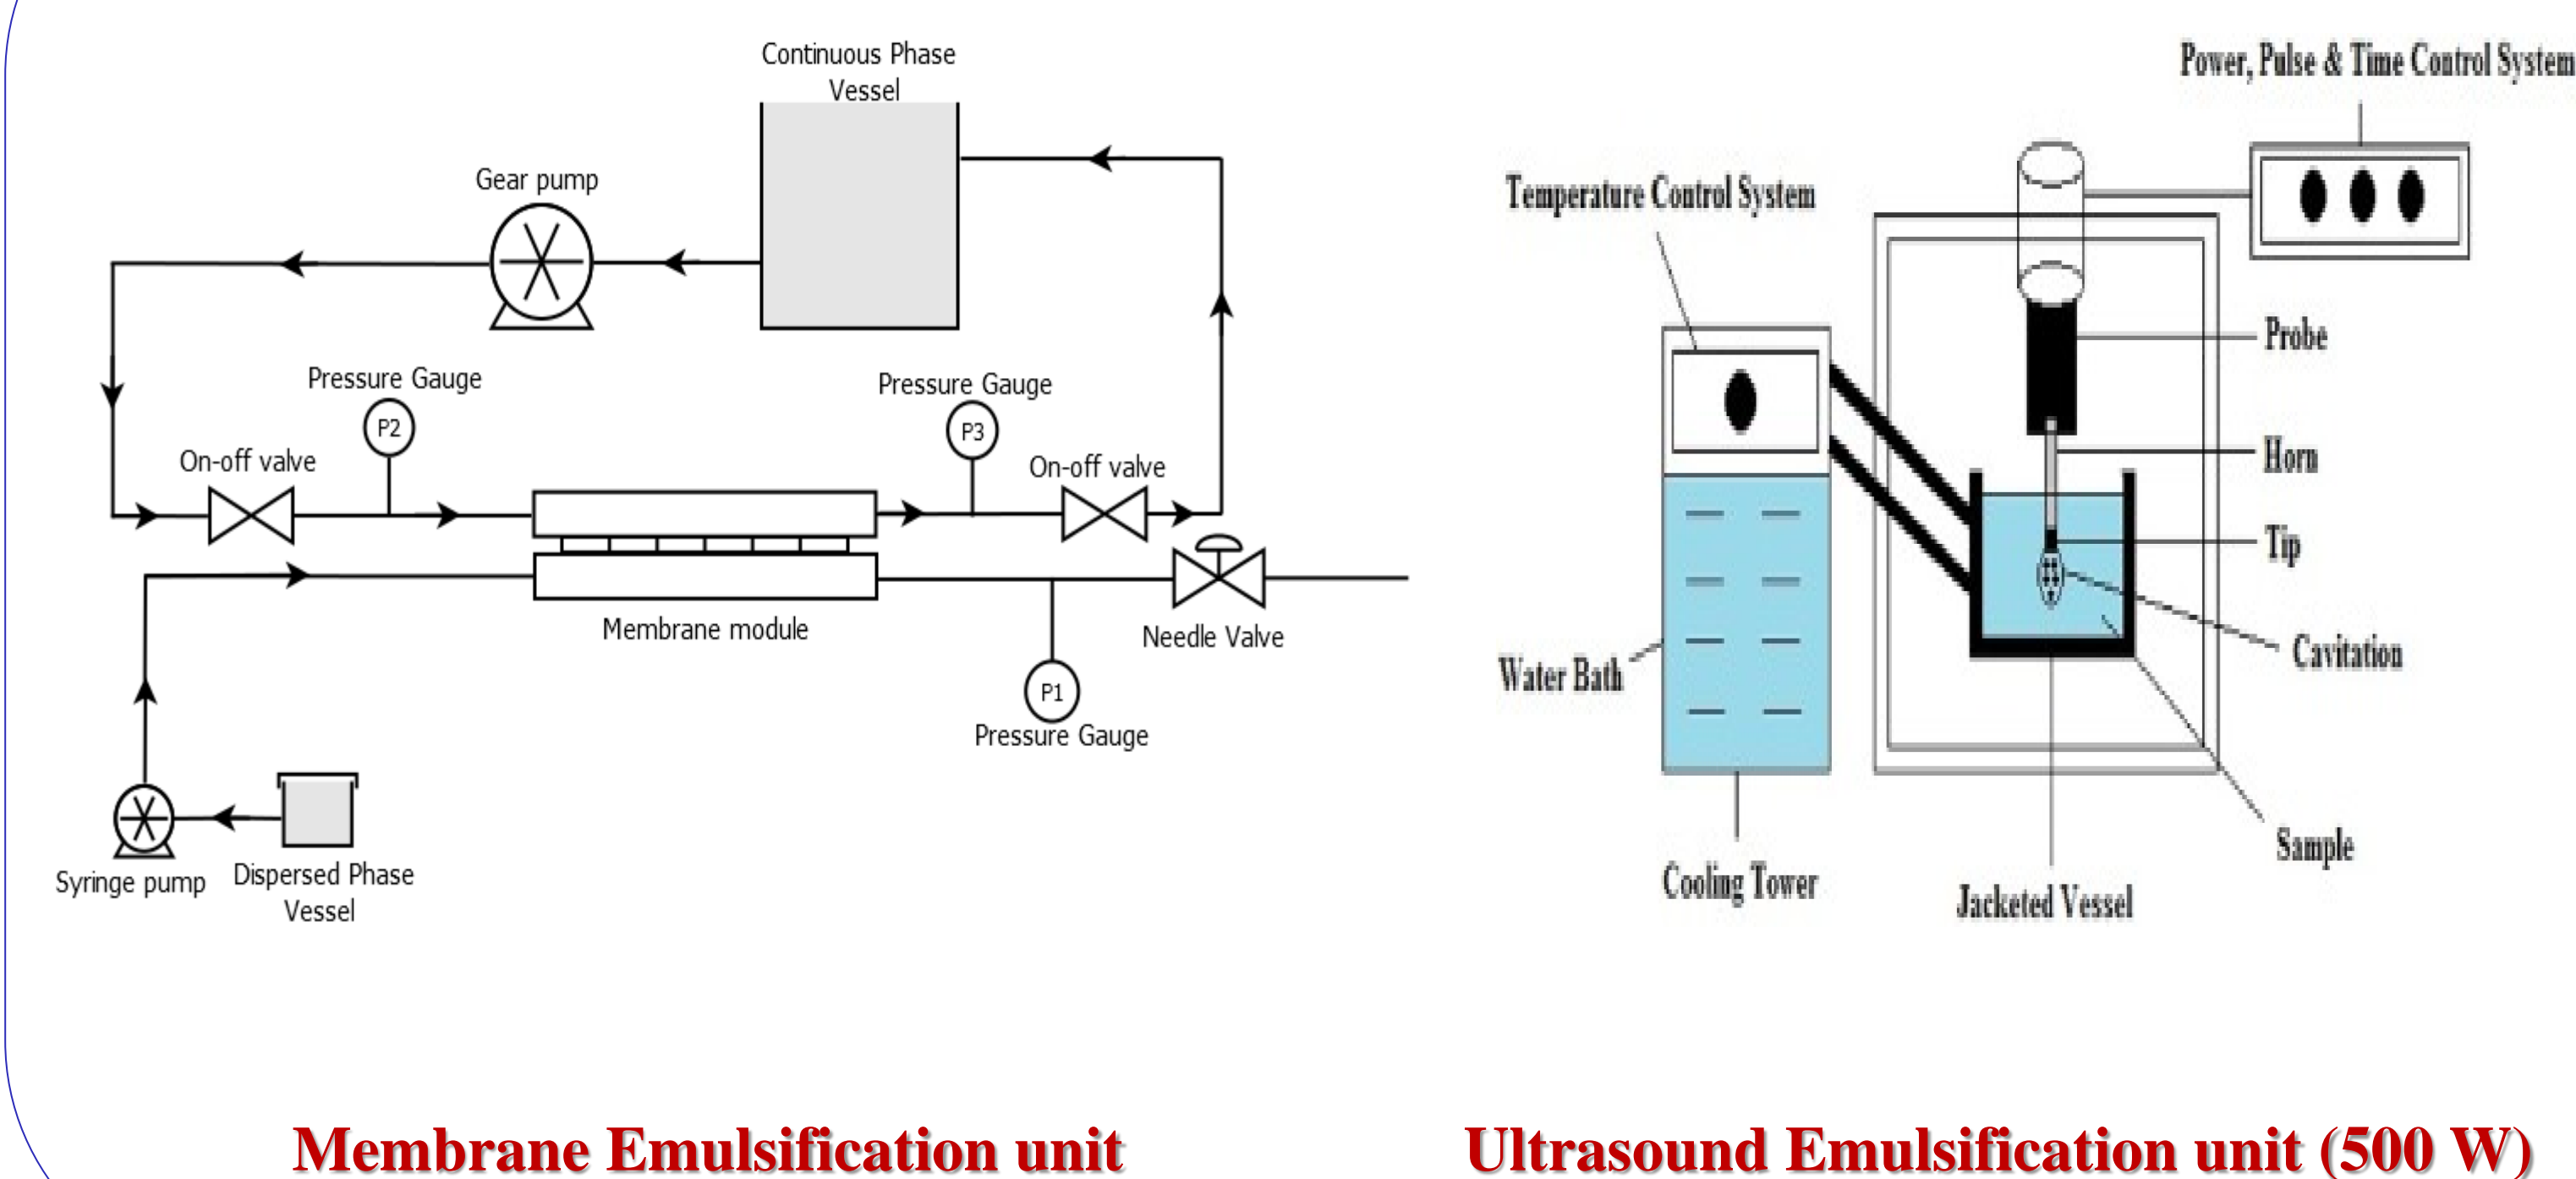 Continuous Phase
Vessel
Gear pump
Pressure Gauge
P2
Pressure Gauge
P3
On-off valve
On-off valve
Membrane module
Needle Valve
P1
Pressure Gauge
Syringe pump
Dispersed Phase
Vessel
Membrane Emulsification unit
Power, Pulse & Time Control System
Temperature Control System
Probe
Horn
Tip
Cavitation
Water Bath
Sample
Cooling Tower
Jacketed Vessel
Ultrasound Emulsification unit (500 W)